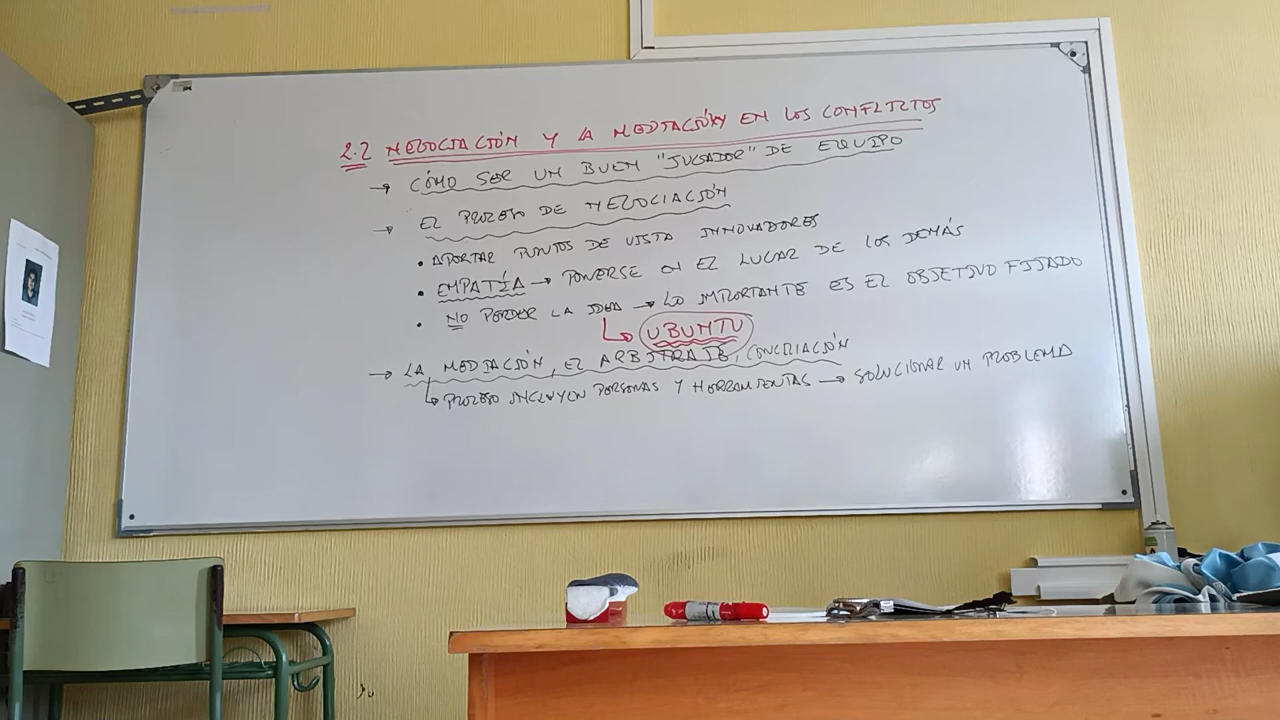 2.2 NEGOCIACIÓN Y LA MEDIACIÓN EN LOS CONFLICTOS
→ CÓMO SER UN BUEN "JUGADOR" DE EQUIPO
→ EL PROCESO DE NEGOCIACIÓN
• APORTAR PUNTOS DE VISTA INNOVADORES
• EMPATÍA → PONERSE EN EL LUGAR DE LOS DEMÁS
• NO PERDER LA IDEA → LO IMPORTANTE ES EL OBJETIVO FIJADO
↳ UBUNTU
→ LA MEDIACIÓN, EL ARBITRAJE, CONCILIACIÓN
↳ PROCESO INCLUYEN PERSONAS Y HERRAMIENTAS → SOLUCIONAR UN PROBLEMA